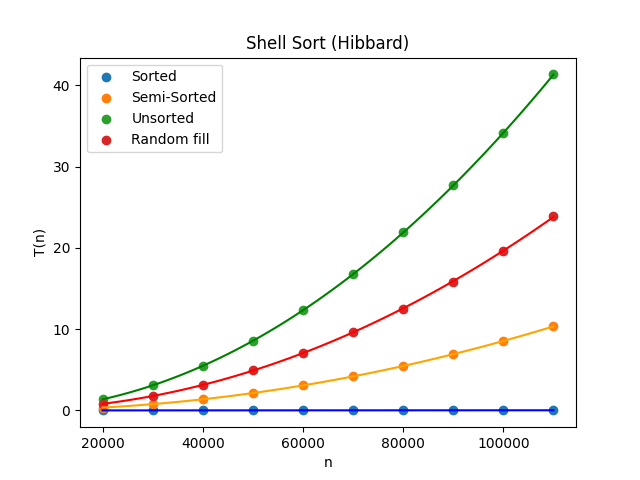 Shell Sort (Hibbard)
Sorted
Semi-Sorted
Unsorted
Random fill
T(n)
40
30
20
10
0
20000 40000 60000 80000 100000
n